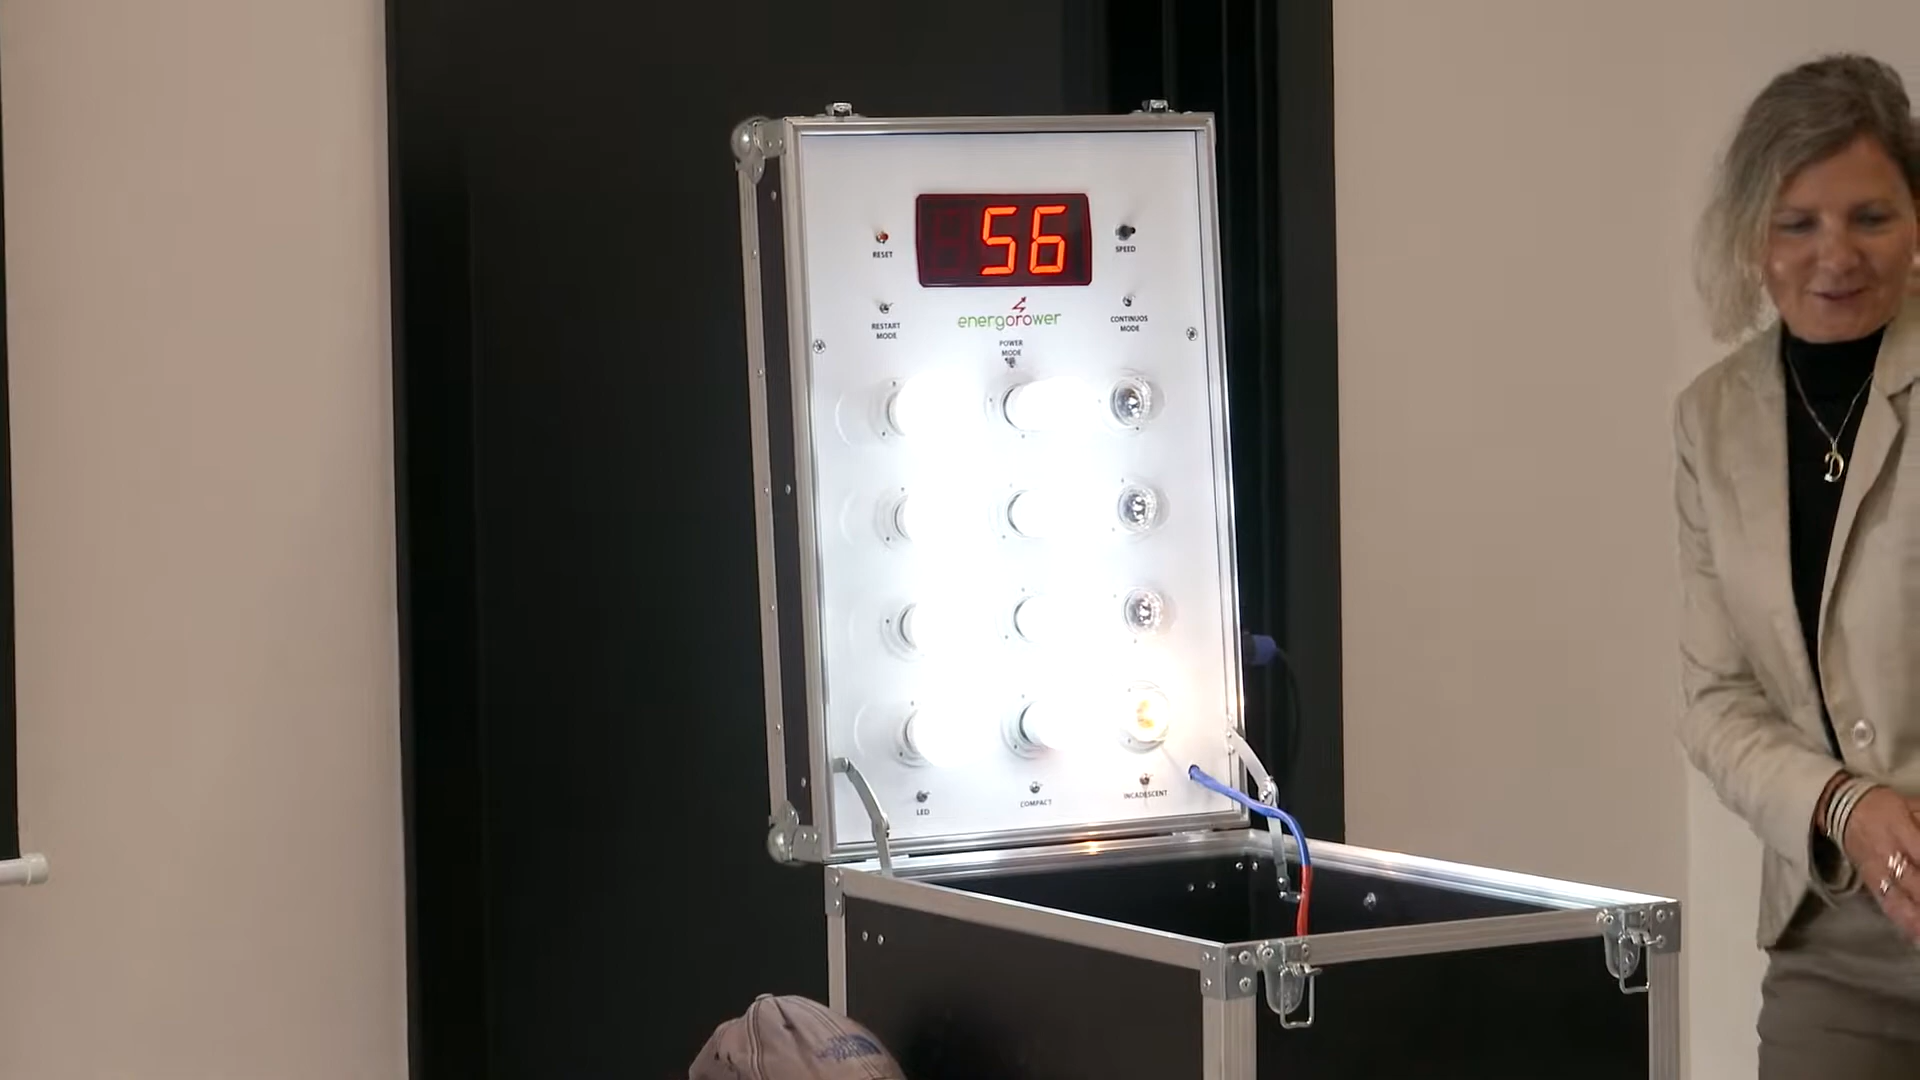 56
RESET
SPEED
energorower
RESTART
MODE
CONTINUOS
MODE
POWER
MODE
LED
COMPACT
INCADESCENT